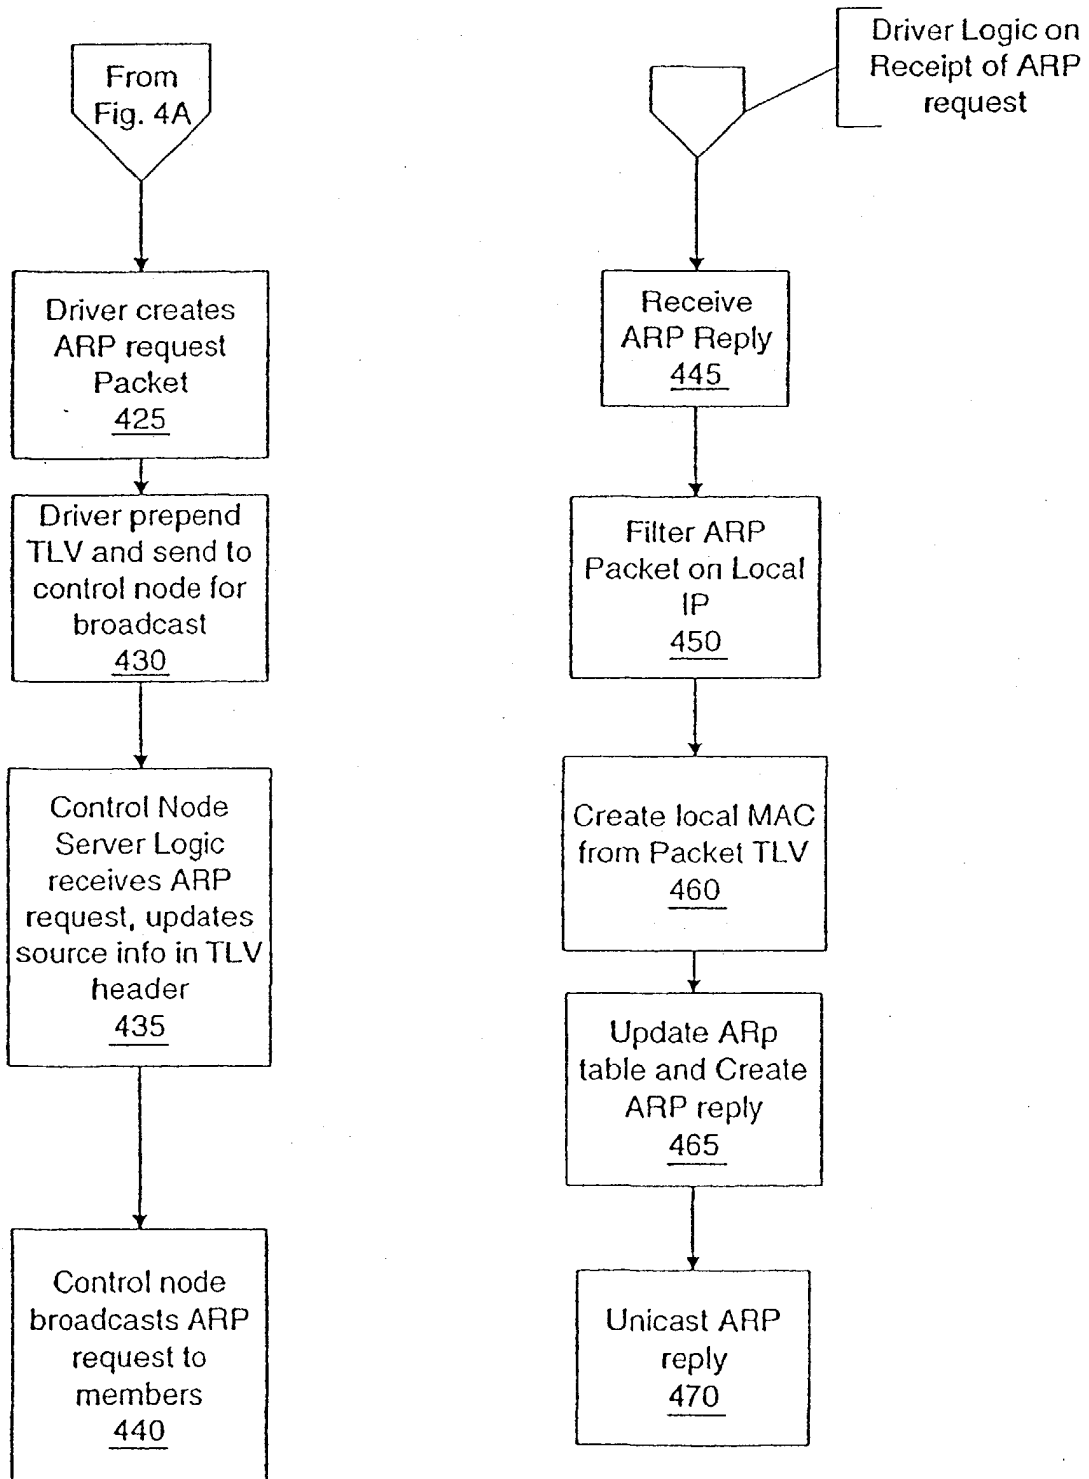 From
Fig. 4A
Driver creates
ARP request
Packet
425
Driver prepend
TLV and send to
control node for
broadcast
430
Control Node
Server Logic
receives ARP
request, updates
source info in TLV
header
435
Control node
broadcasts ARP
request to
members
440
Driver Logic on
Receipt of ARP
request
Receive
ARP Reply
445
Filter ARP
Packet on Local
IP
450
Create local MAC
from Packet TLV
460
Update ARp
table and Create
ARP reply
465
Unicast ARP
reply
470